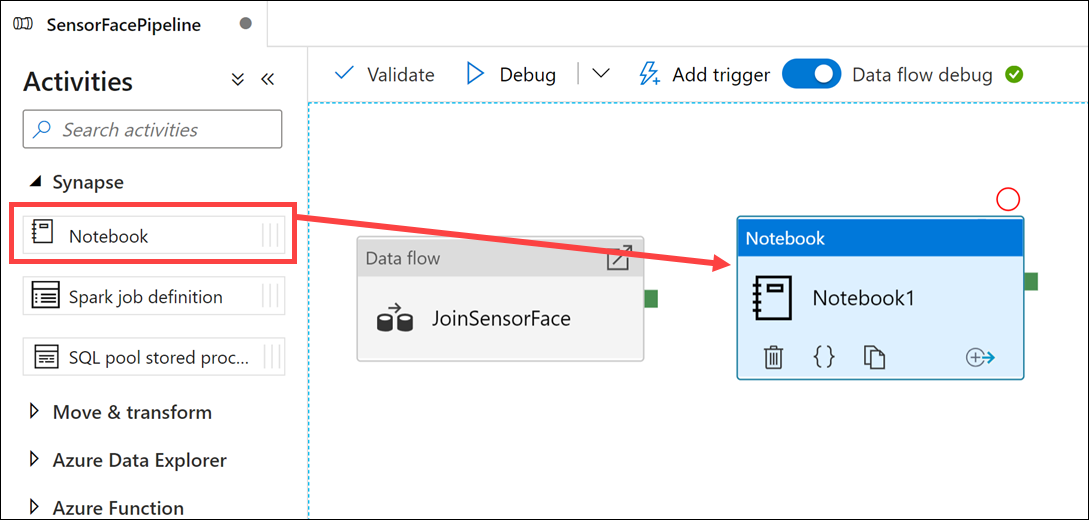 SensorFacePipeline
Activities
Search activities
Synapse
Notebook
Spark job definition
SQL pool stored proc...
Move & transform
Azure Data Explorer
Azure Function
Validate Debug Add trigger Data flow debug
Data flow
JoinSensorFace
Notebook
Notebook1